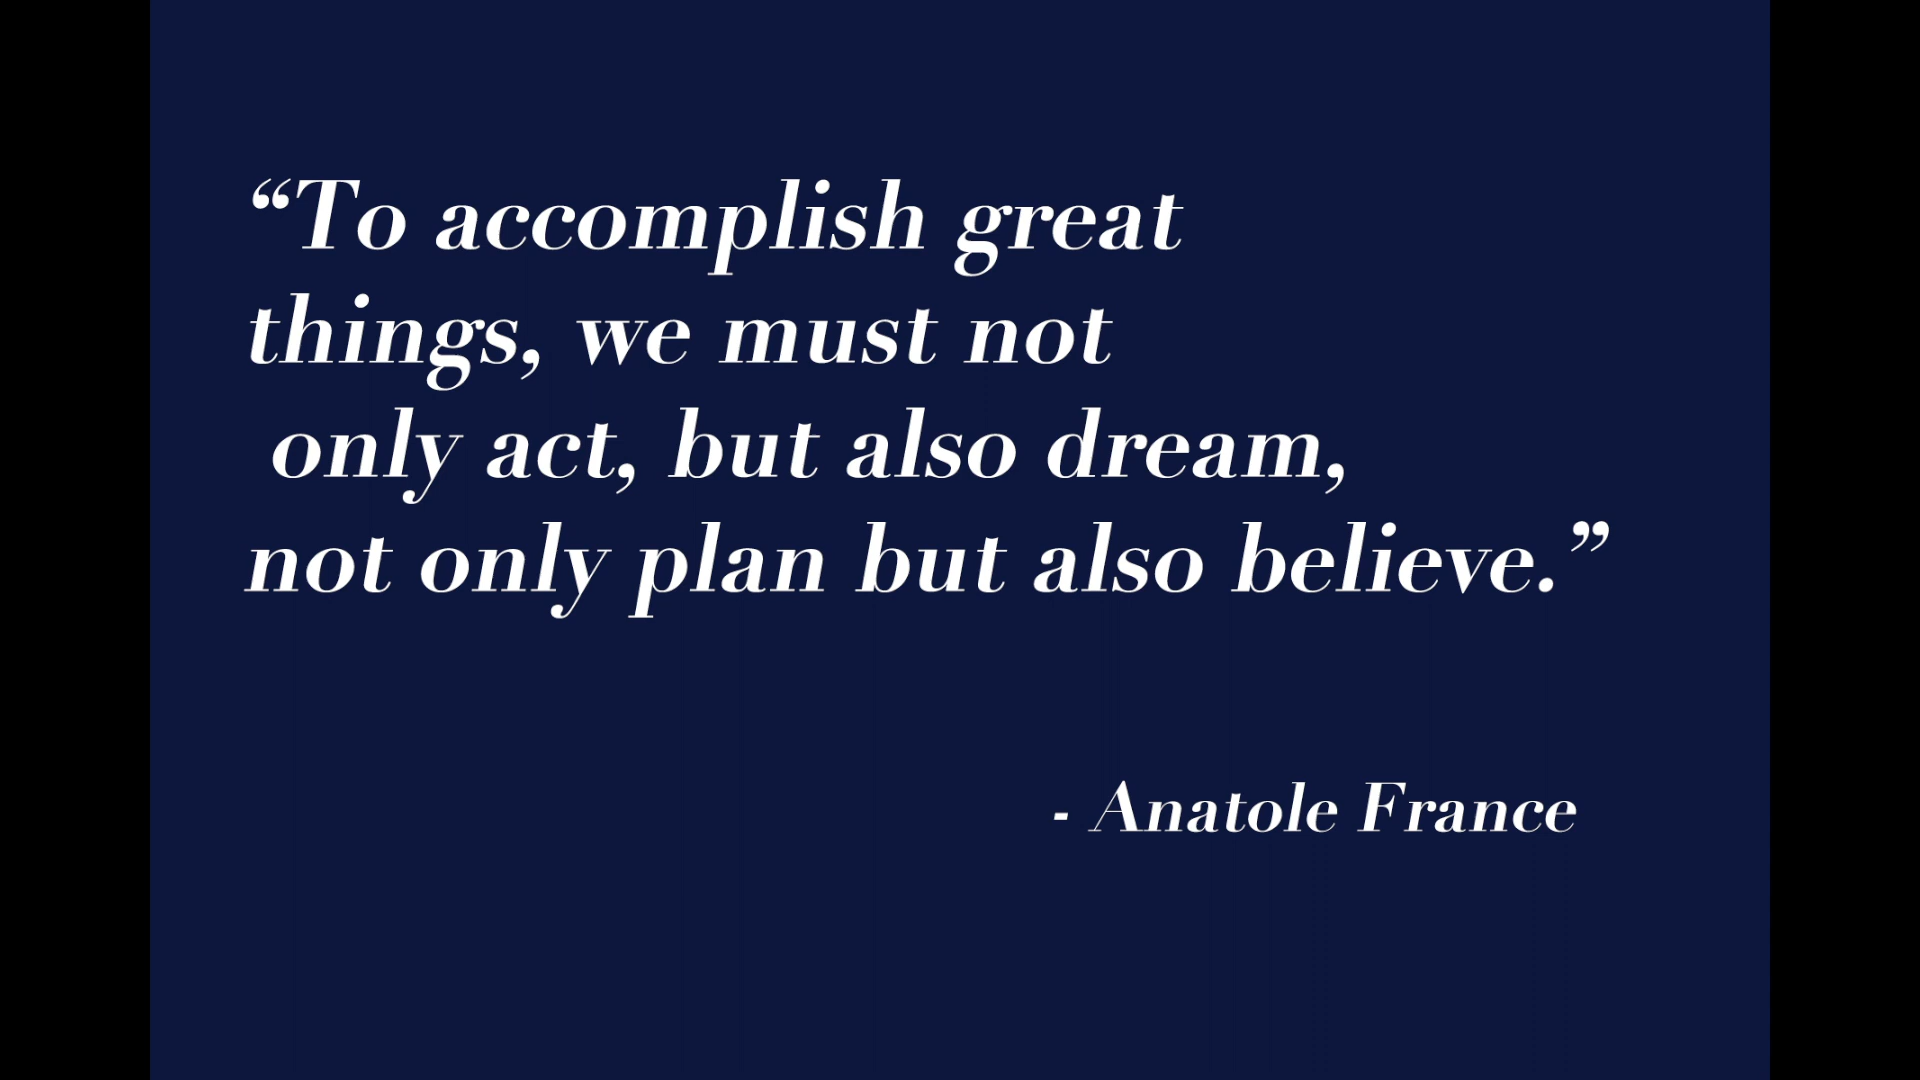 “To accomplish great
things, we must not
only act, but also dream,
not only plan but also believe.”
- Anatole France